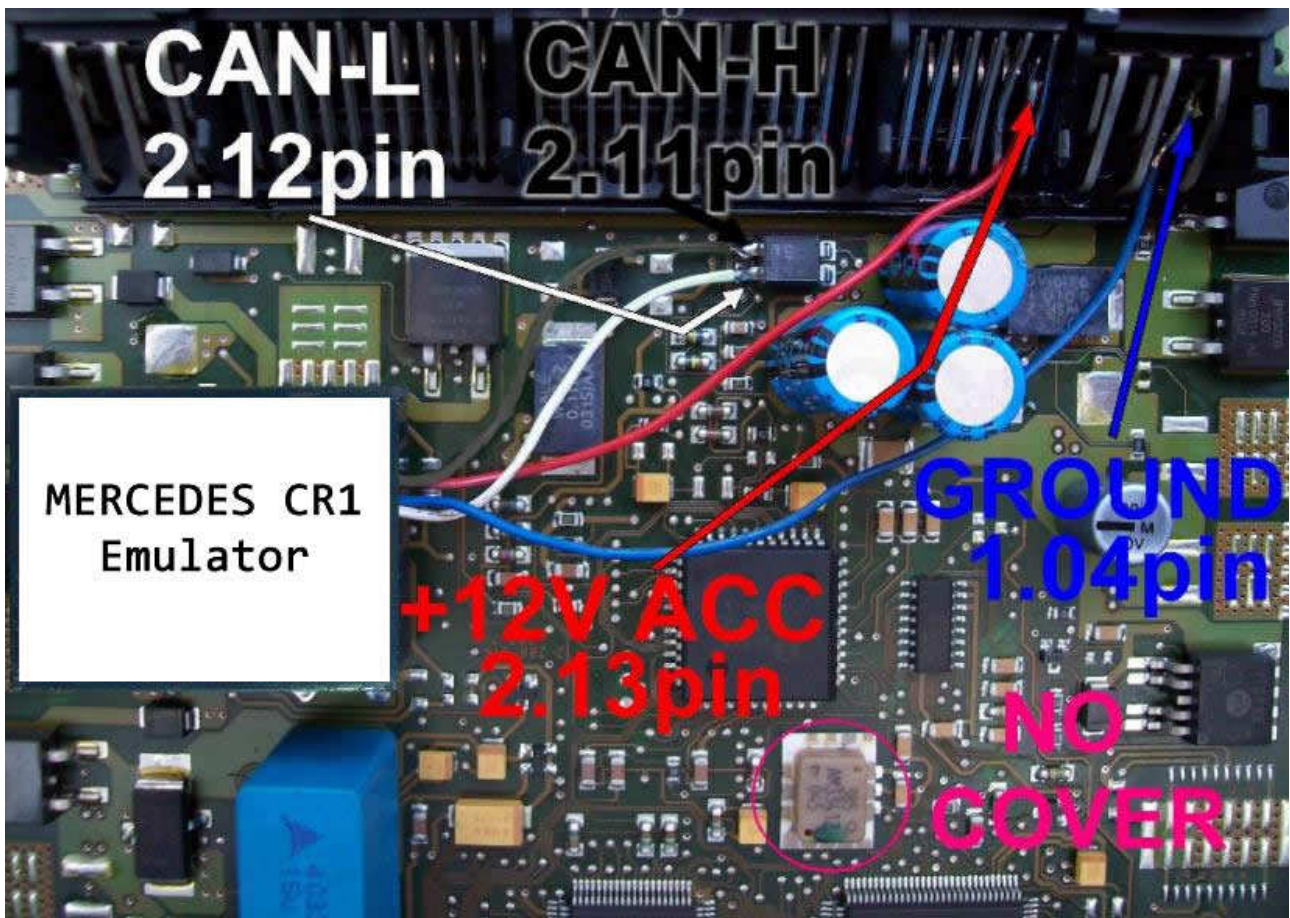 CAN-L
2.12pin
CAN-H
2.11pin
MERCEDES CR1
Emulator
GROUND
1.04pin
+12V ACC
2.13pin
NO
COVER